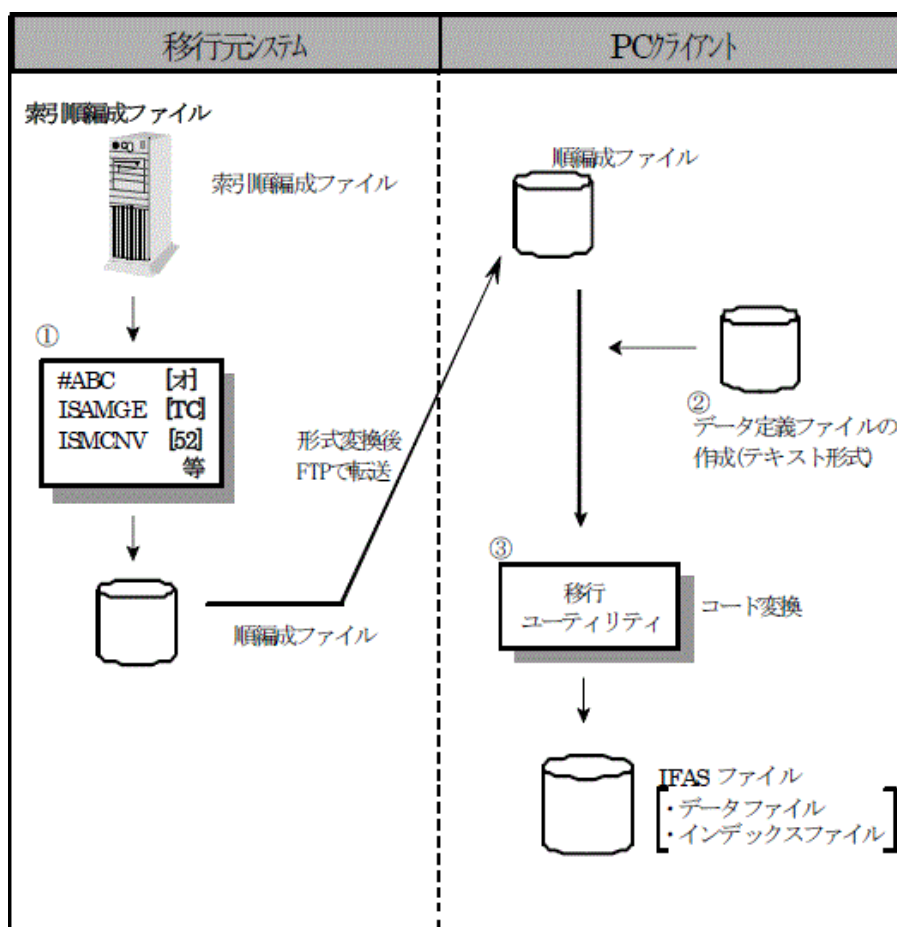 移行元システム
PCクライアント
索引順編成ファイル
索引順編成ファイル
①
#ABC [オ]
ISAMGE [TC]
ISMCNV [52]
等
形式変換後
FTPで転送
順編成ファイル
順編成ファイル
②
データ定義ファイルの
作成(テキスト形式)
③
移行
ユーティリティ
コード変換
IFAS ファイル
・データファイル
・インデックスファイル